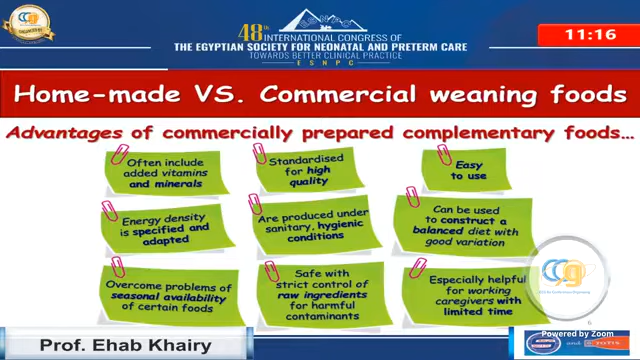 48th
INTERNATIONAL CONGRESS OF
THE EGYPTIAN SOCIETY FOR NEONATAL AND PRETERM CARE
TOWARDS BETTER CLINICAL PRACTICE
E S N P C
11:16
Home-made VS. Commercial weaning foods
Advantages of commercially prepared complementary foods…
Often include
added vitamins
and minerals
Standardised
for high
quality
Easy
to use
Energy density
is specified and
adapted
Are produced under
sanitary, hygienic
conditions
Can be used
to construct a
balanced diet with
good variation
Overcome problems of
seasonal availability
of certain foods
Safe with
strict control of
raw ingredients
for harmful
contaminants
Especially helpful
for working
caregivers with
limited time
6
Prof. Ehab Khairy
Powered by Zoom